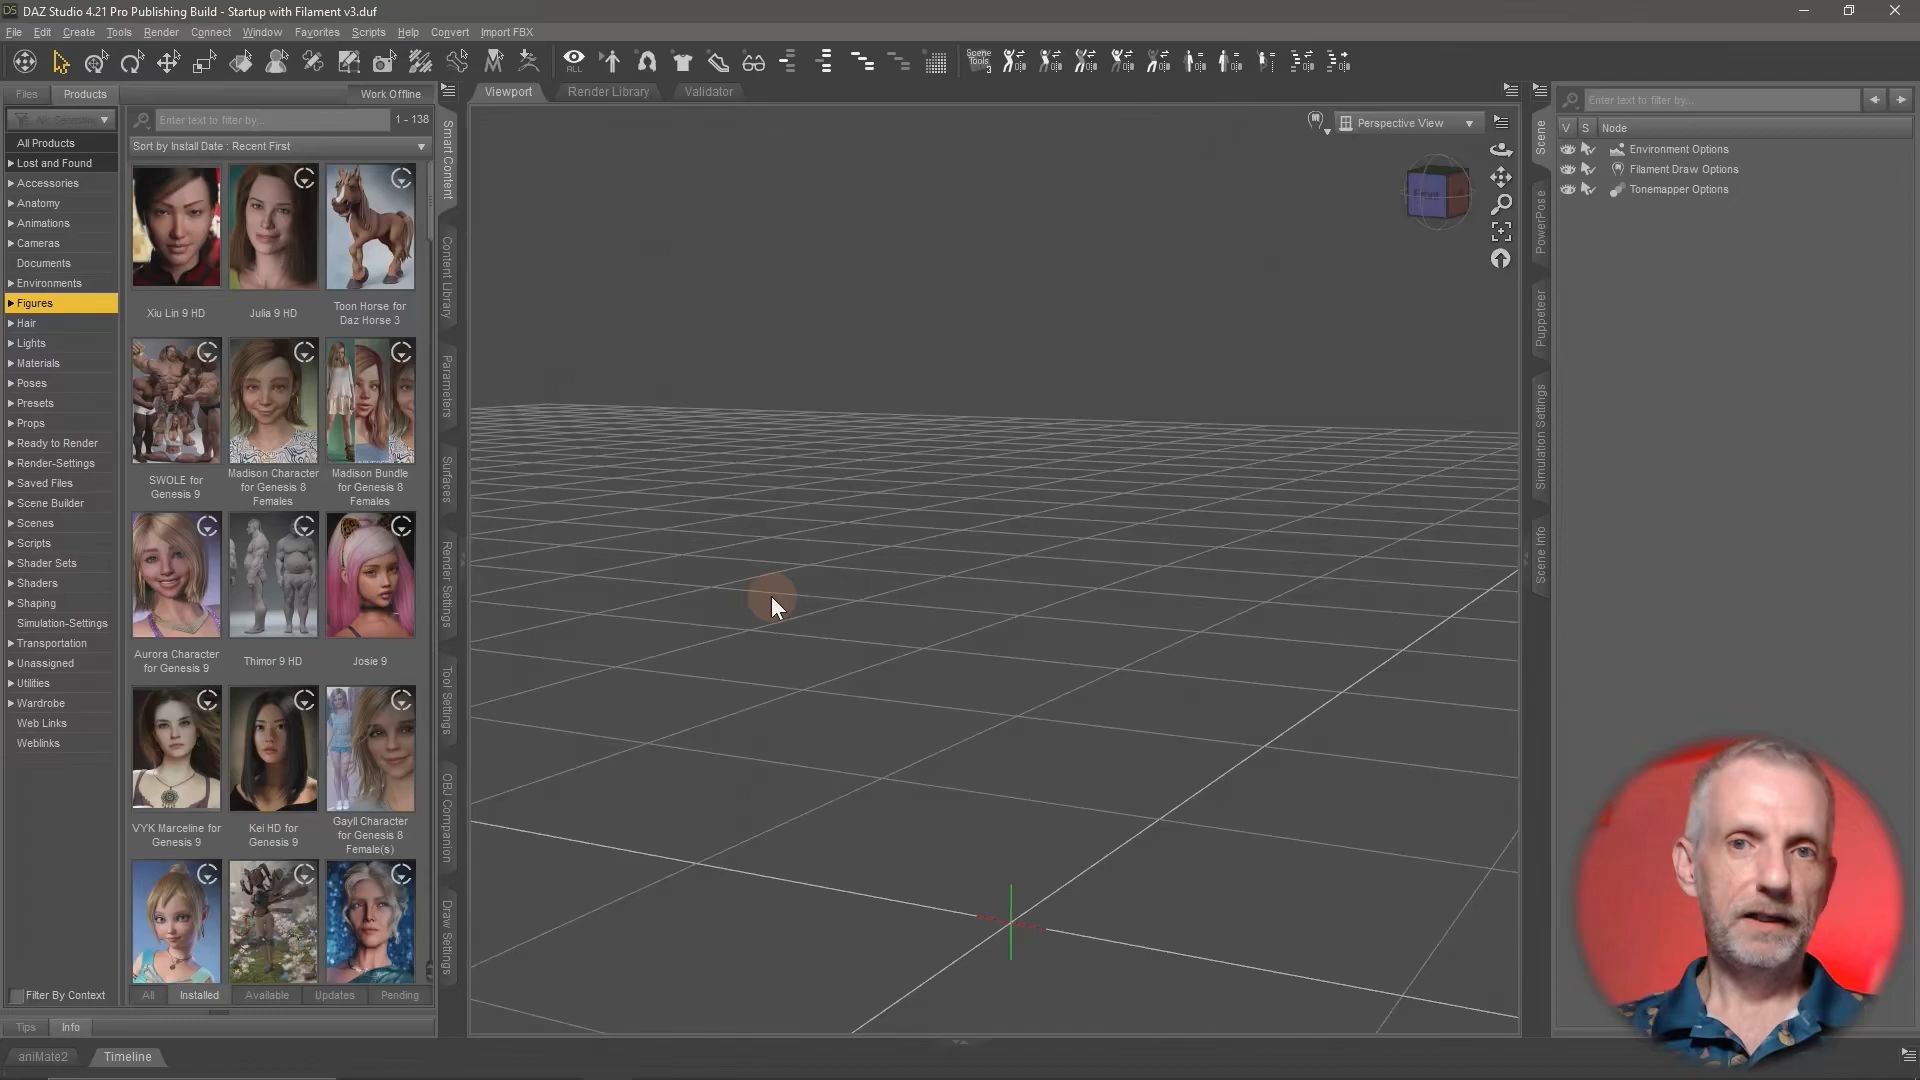 DAZ Studio 4.21 Pro Publishing Build - Startup with Filament v3.duf
File Edit Create Tools Render Connect Window Favorites Scripts Help Convert Import FBX
ALL
Scene Tools 3
Files Products Work Offline
Enter text to filter by... 1 - 138
Sort by Install Date : Recent First
All Products
Lost and Found
Accessories
Anatomy
Animations
Cameras
Documents
Environments
Figures
Hair
Lights
Materials
Poses
Presets
Props
Ready to Render
Render-Settings
Saved Files
Scene Builder
Scenes
Scripts
Shader Sets
Shaders
Shaping
Simulation-Settings
Transportation
Unassigned
Utilities
Wardrobe
Web Links
Weblinks
Filter By Context
Xiu Lin 9 HD
Julia 9 HD
Toon Horse for
Daz Horse 3
SWOLE for
Genesis 9
Madison Character
for Genesis 8
Females
Madison Bundle
for Genesis 8
Females
Aurora Character
for Genesis 9
Thimor 9 HD
Josie 9
VYK Marceline for
Genesis 9
Kei HD for
Genesis 9
Gayll Character
for Genesis 8
Female(s)
All Installed Available Updates Pending
Tips Info
aniMate2 Timeline
Smart Content
Content Library
Parameters
Surfaces
Render Settings
Tool Settings
OBJ Companion
Draw Settings
Viewport Render Library Validator
Perspective View
Front
Scene
PowerPose
Puppeteer
Simulation Settings
Scene Info
Enter text to filter by...
V S Node
Environment Options
Filament Draw Options
Tonemapper Options